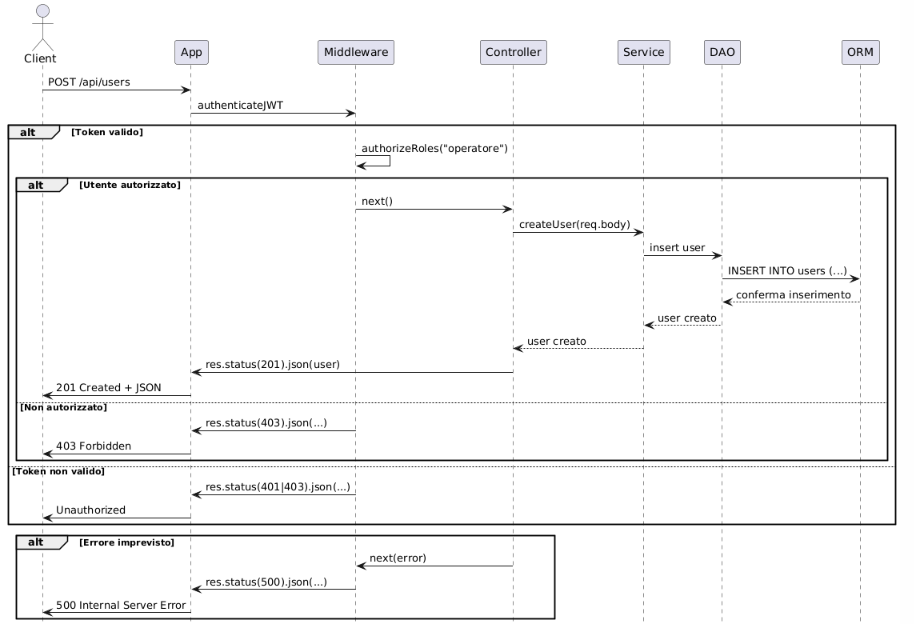 Client
App
Middleware
Controller
Service
DAO
ORM
POST /api/users
authenticateJWT
alt [Token valido]
authorizeRoles("operatore")
alt [Utente autorizzato]
next()
createUser(req.body)
insert user
INSERT INTO users (...)
conferma inserimento
user creato
user creato
res.status(201).json(user)
201 Created + JSON
[Non autorizzato]
res.status(403).json(...)
403 Forbidden
[Token non valido]
res.status(401|403).json(...)
Unauthorized
alt [Errore imprevisto]
next(error)
res.status(500).json(...)
500 Internal Server Error